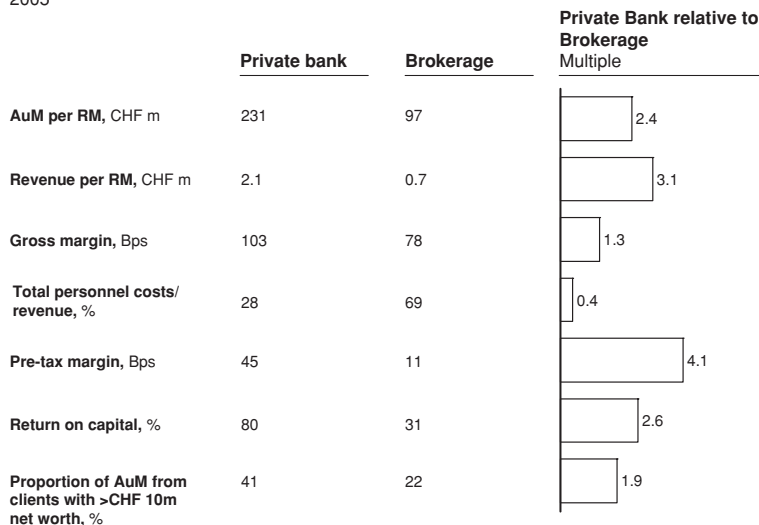 2005
Private Bank relative to
Brokerage
Private bank Brokerage Multiple
AuM per RM, CHF m 231 97 2.4
Revenue per RM, CHF m 2.1 0.7 3.1
Gross margin, Bps 103 78 1.3
Total personnel costs/
revenue, % 28 69 0.4
Pre-tax margin, Bps 45 11 4.1
Return on capital, % 80 31 2.6
Proportion of AuM from 41 22 1.9
clients with >CHF 10m
net worth, %